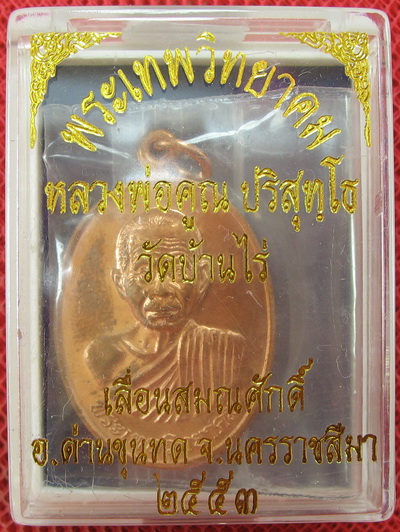 พระเทพวิทยาคม
หลวงพ่อคูณ ปริสุทฺโธ
วัดบ้านไร่
เลื่อนสมณศักดิ์
อ.ด่านขุนทด จ.นครราชสีมา
๒๕๕๓